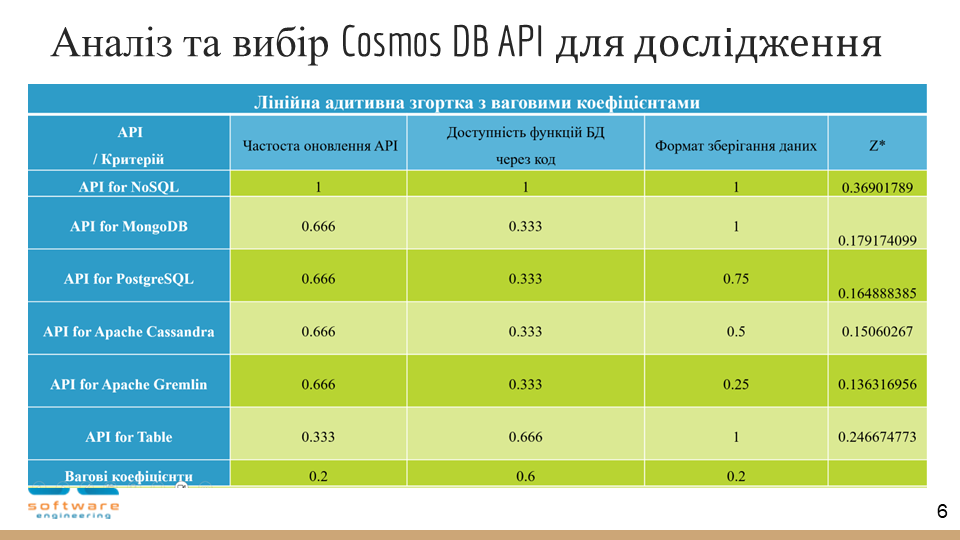 Аналіз та вибір Cosmos DB API для дослідження
Лінійна адитивна згортка з ваговими коефіцієнтами
API
/ Критерій
Частоста оновлення API
Доступність функцій БД
через код
Формат зберігання даних
Z*
API for NoSQL 1 1 1 0.36901789
API for MongoDB 0.666 0.333 1 0.179174099
API for PostgreSQL 0.666 0.333 0.75 0.164888385
API for Apache Cassandra 0.666 0.333 0.5 0.15060267
API for Apache Gremlin 0.666 0.333 0.25 0.136316956
API for Table 0.333 0.666 1 0.246674773
Вагові коефіцієнти 0.2 0.6 0.2
software
engineering
6